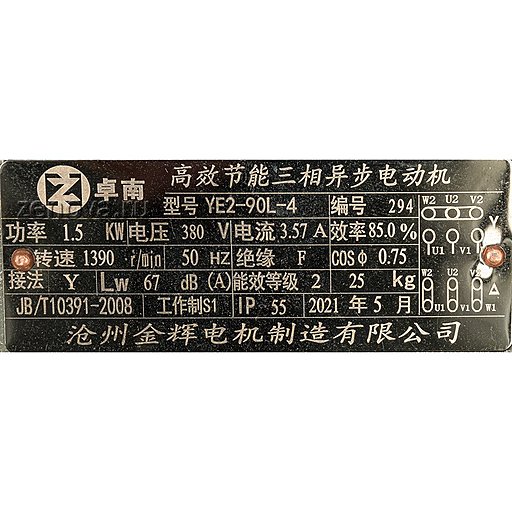 高效节能三相异步电动机
卓南
型号 YE2-90L-4 编号 294
功率 1.5 KW 电压 380 V 电流 3.57 A 效率 85.0%
转速 1390 r/min 50 HZ 绝缘 F COSφ 0.75
接法 Y Lw 67 dB (A) 能效等级 2 25 kg
JB/T10391-2008 工作制S1 IP 55 2021 年 5 月
沧州金辉电机制造有限公司
W2 U2 V2
Y
U1 V1
W2 U2 V2
△
U1 V1 W1